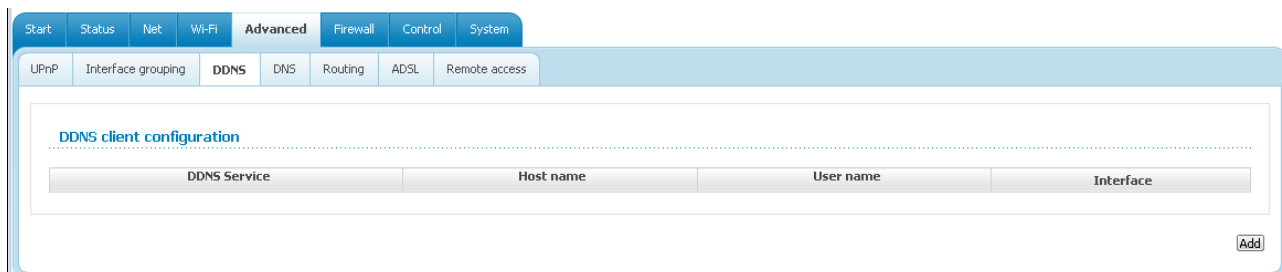 Start Status Net Wi-Fi Advanced Firewall Control System
UPnP Interface grouping DDNS DNS Routing ADSL Remote access
DDNS client configuration
DDNS Service Host name User name Interface
Add